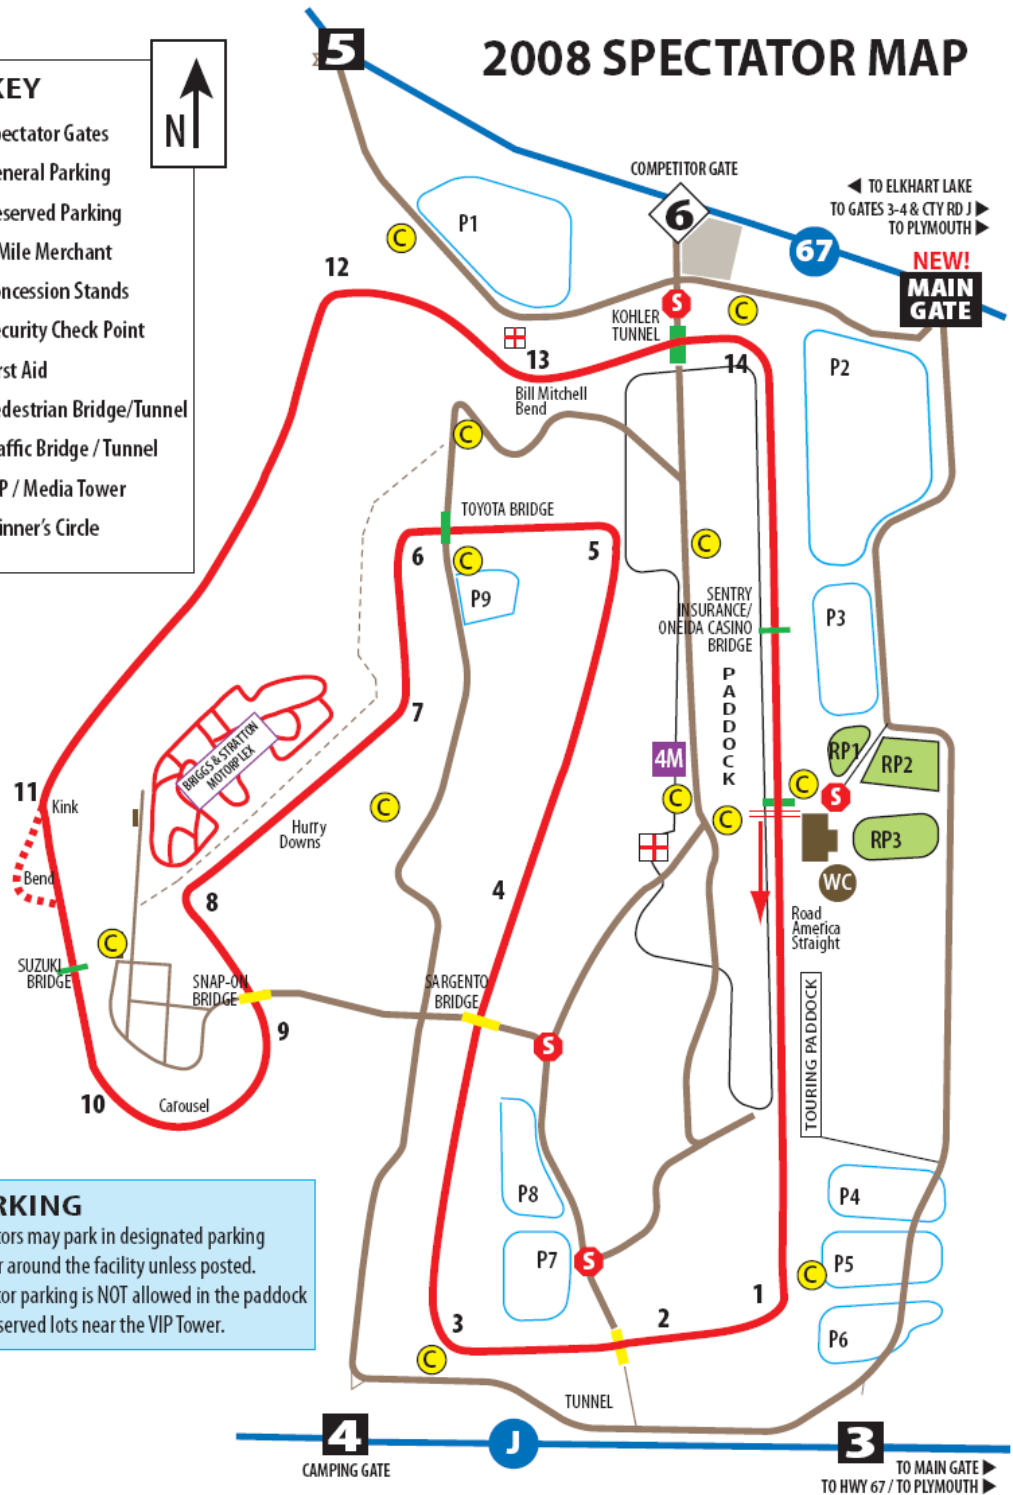 2008 SPECTATOR MAP
5
KEY
N
ectator Gates
eneral Parking
eserved Parking
Mile Merchant
oncession Stands
ecurity Check Point
rst Aid
edestrian Bridge/Tunnel
affic Bridge / Tunnel
P / Media Tower
inner's Circle
COMPETITOR GATE
6
◀ TO ELKHART LAKE
TO GATES 3-4 & CTY RD J ▶
TO PLYMOUTH ▶
67
NEW!
MAIN
GATE
P1
C
12
S
C
KOHLER
TUNNEL
13
Bill Mitchell
Bend
14
P2
C
TOYOTA BRIDGE
6
5
C
C
P9
SENTRY
INSURANCE/
ONEIDA CASINO
BRIDGE
P3
PADDOCK
7
BRIGGS & STRATTON
MOTORPLEX
4M
RP1
RP2
11
Kink
C
C
C
C
S
Hurry
Downs
RP3
Bend
8
4
WC
Road
America
Straight
C
SUZUKI
BRIDGE
SNAP-ON
BRIDGE
SARGENTO
BRIDGE
9
S
TOURING PADDOCK
10
Carousel
P8
P4
RKING
tors may park in designated parking
r around the facility unless posted.
tor parking is NOT allowed in the paddock
served lots near the VIP Tower.
P7
S
C
P5
1
2
3
P6
C
TUNNEL
4
CAMPING GATE
J
3
TO MAIN GATE ▶
TO HWY 67 / TO PLYMOUTH ▶